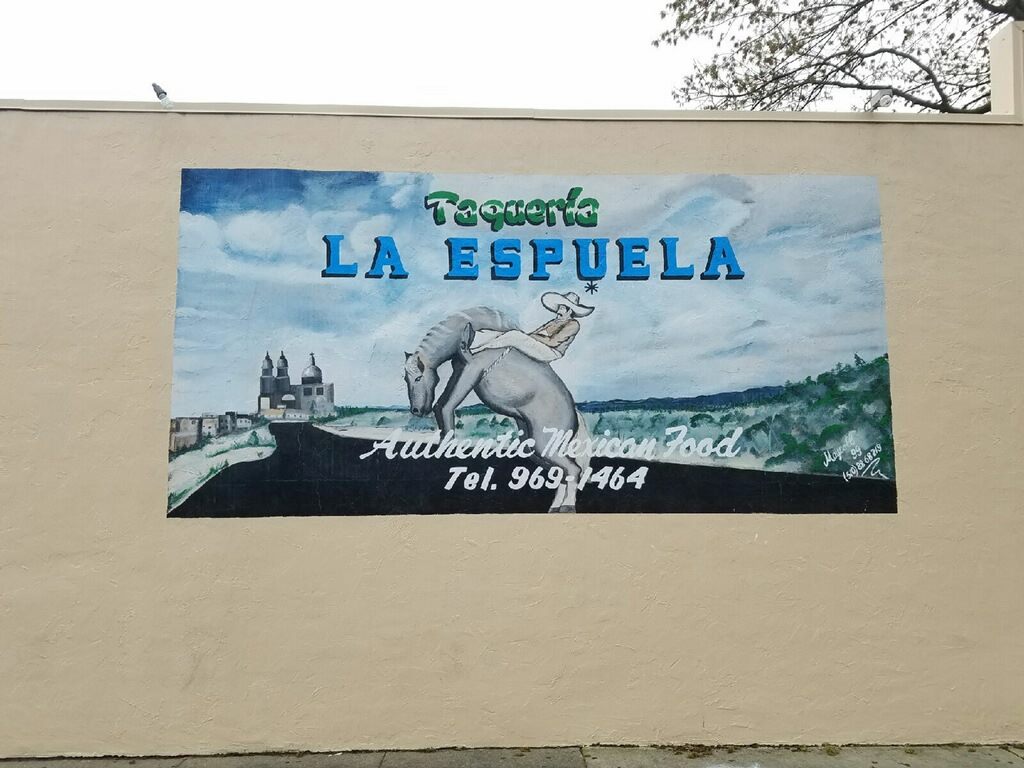 Taquería
LA ESPUELA
Authentic Mexican Food
Tel. 969-1464